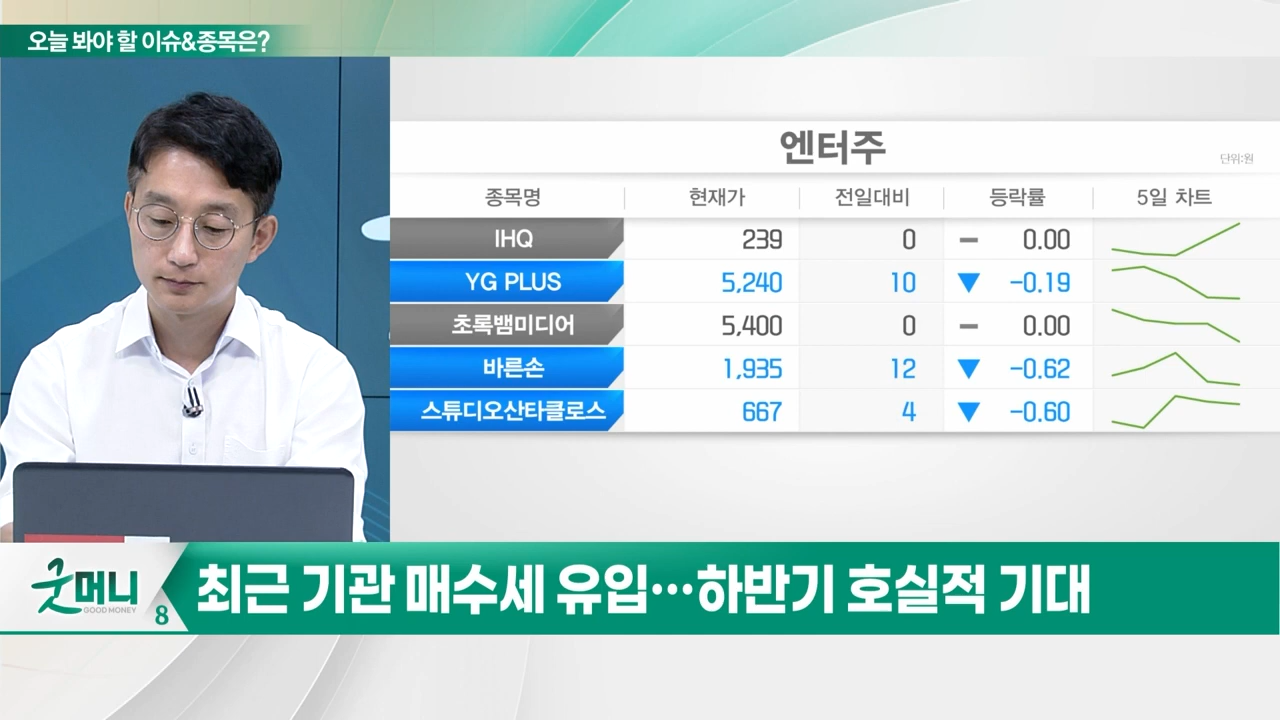 오늘 봐야 할 이슈&종목은?
엔터주
단위:원
종목명 현재가 전일대비 등락률 5일 차트
IHQ 239 0 - 0.00
YG PLUS 5,240 10 ▼ -0.19
초록뱀미디어 5,400 0 - 0.00
바른손 1,935 12 ▼ -0.62
스튜디오산타클로스 667 4 ▼ -0.60
굿머니
GOOD MONEY
8
최근 기관 매수세 유입…하반기 호실적 기대